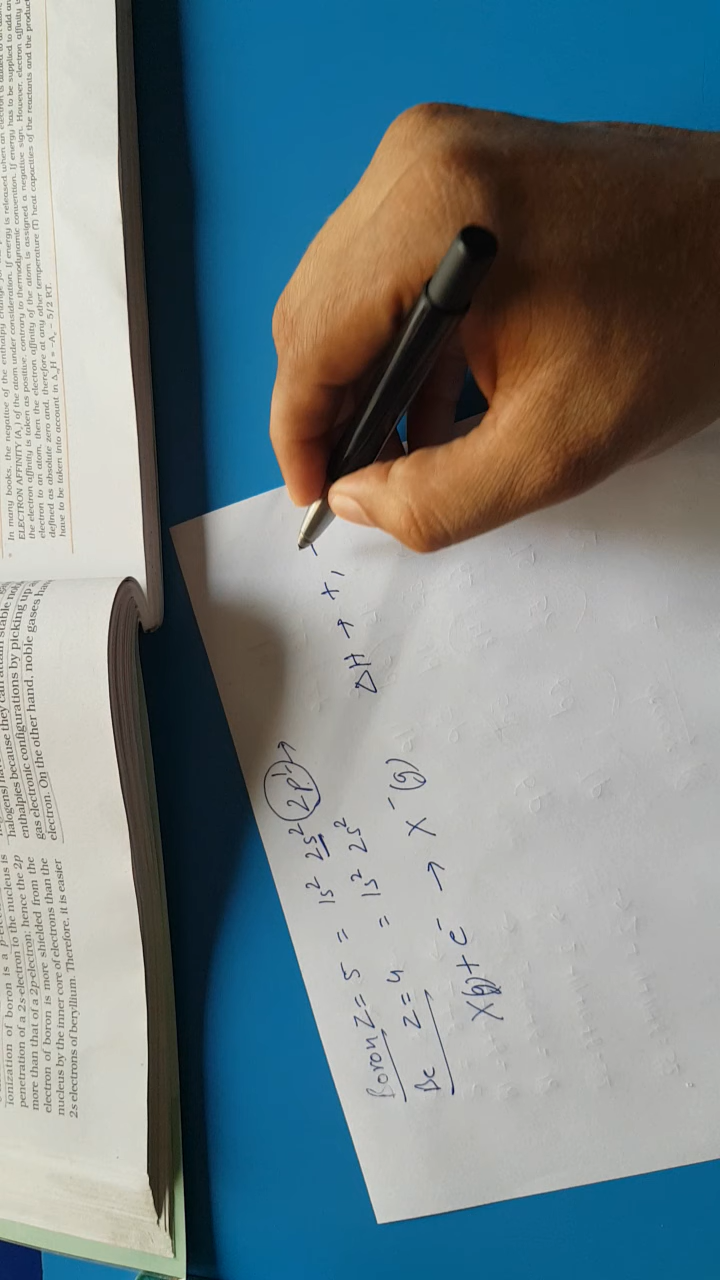 ionization of boron is a
penetration of a 2s-electron to the nucleus is
more than that of a 2p-electron; hence the 2p
electron of boron is more shielded from the
nucleus by the inner core of electrons than the
2s electrons of beryllium. Therefore, it is easier
halogens)
enthalpies because they can attain stable
enthalpic configurations by picking up
gas electronic
electron. On the other hand, noble gases
* In many books, the negative of the enthalpy change for
ELECTRON AFFINITY (Ae) of the atom under consideration. If energy is released when an electron is added to an
the electron affinity is taken as positive, contrary to thermodynamic convention. If energy has to be supplied to add an
electron to an atom, then the electron affinity of the atom is assigned a negative sign. However, electron affinity
defined as absolute zero and, therefore at any other temperature (T) heat capacities of the reactants and the
have to be taken into account in ΔegH = –Ae – 5/2 RT.
Boron Z = 5 = 1s² 2s² 2p¹ →
Be Z = 4 = 1s² 2s²
X(g) + e⁻ → X⁻(g)
ΔH → +, -